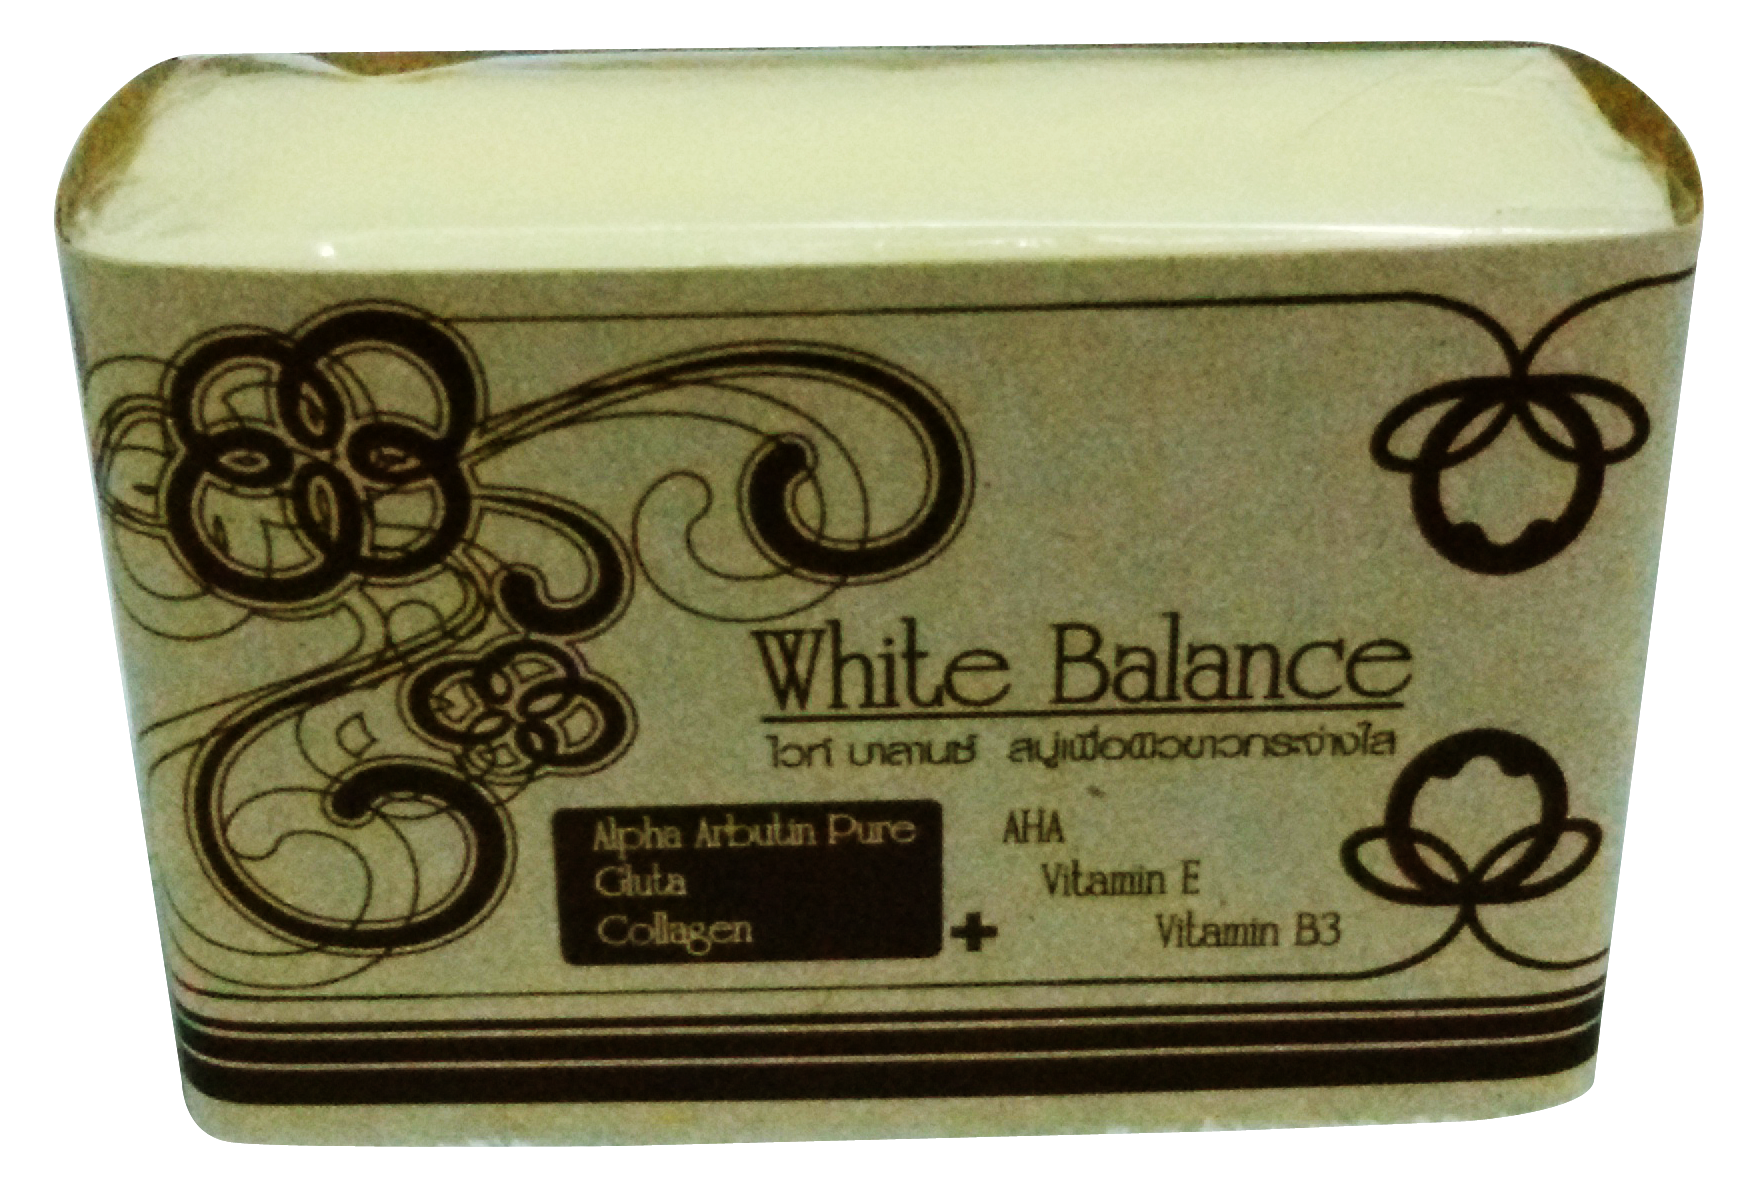 White Balance
ไวท์ บาลานซ์ สบู่เพื่อผิวขาวกระจ่างใส
Alpha Arbutin Pure
Gluta
Collagen
+
AHA
Vitamin E
Vitamin B3